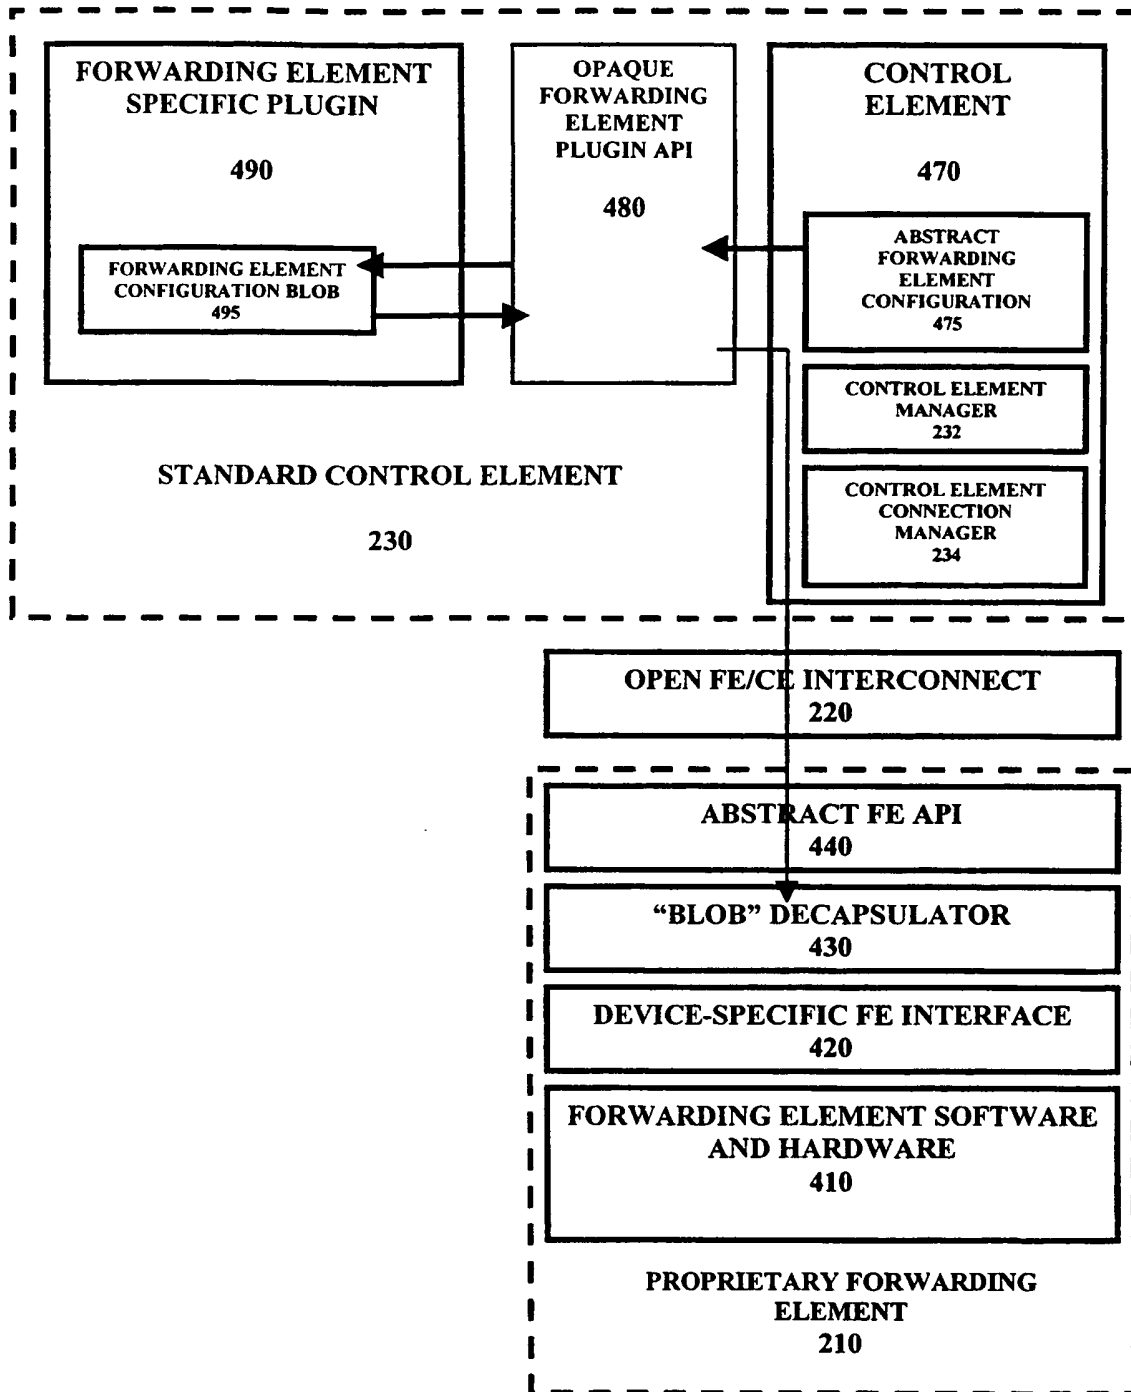 FORWARDING ELEMENT
SPECIFIC PLUGIN
490
FORWARDING ELEMENT
CONFIGURATION BLOB
495
OPAQUE
FORWARDING
ELEMENT
PLUGIN API
480
CONTROL
ELEMENT
470
ABSTRACT
FORWARDING
ELEMENT
CONFIGURATION
475
CONTROL ELEMENT
MANAGER
232
CONTROL ELEMENT
CONNECTION
MANAGER
234
STANDARD CONTROL ELEMENT
230
OPEN FE/CE INTERCONNECT
220
ABSTRACT FE API
440
“BLOB” DECAPSULATOR
430
DEVICE-SPECIFIC FE INTERFACE
420
FORWARDING ELEMENT SOFTWARE
AND HARDWARE
410
PROPRIETARY FORWARDING
ELEMENT
210